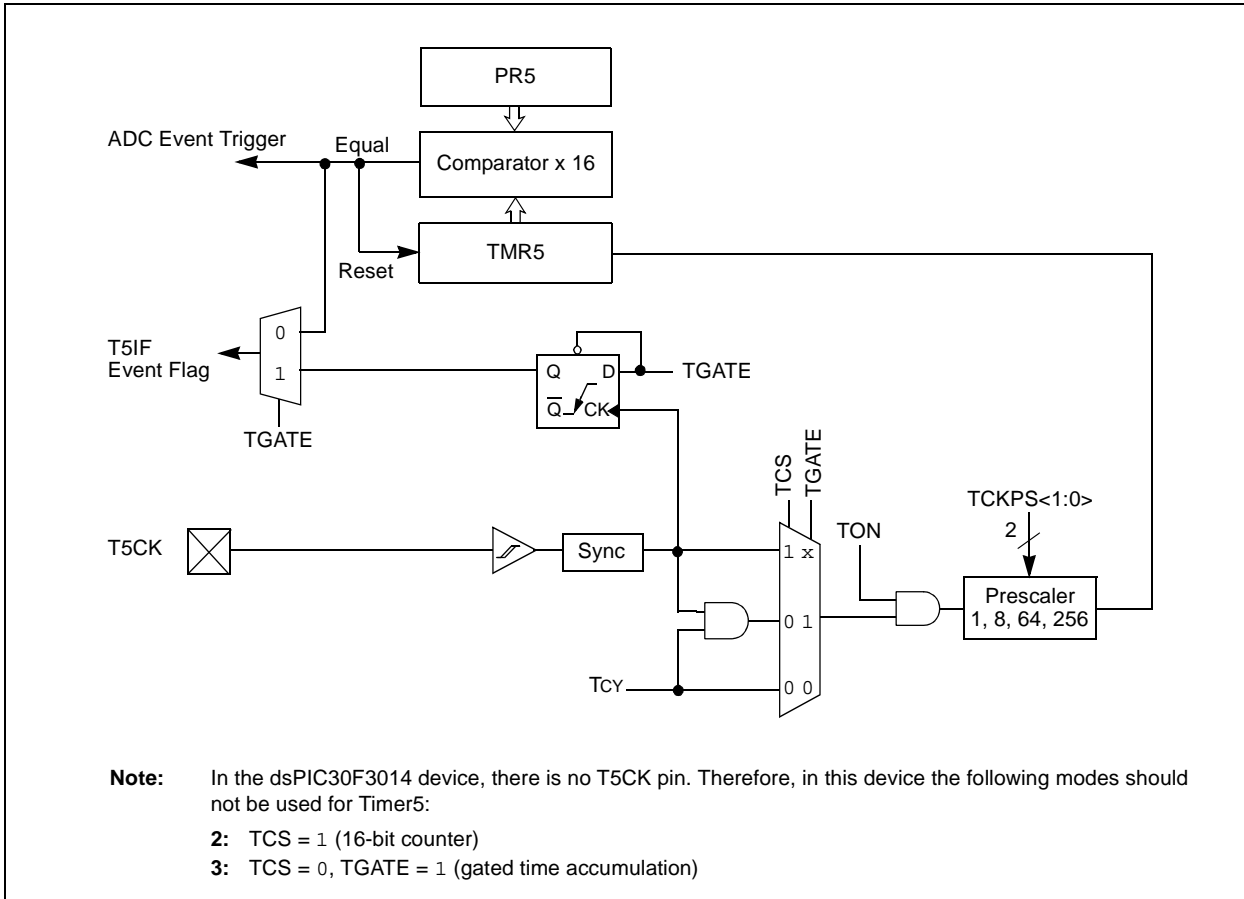 PR5
ADC Event Trigger
Equal
Comparator x 16
TMR5
Reset
0
T5IF
Event Flag
1
Q D
TGATE
Q CK
TGATE
TCS
TGATE
TCKPS<1:0>
2
T5CK
Sync
1 x
TON
Prescaler
1, 8, 64, 256
0 1
TCY
0 0
Note: In the dsPIC30F3014 device, there is no T5CK pin. Therefore, in this device the following modes should
not be used for Timer5:
2: TCS = 1 (16-bit counter)
3: TCS = 0, TGATE = 1 (gated time accumulation)